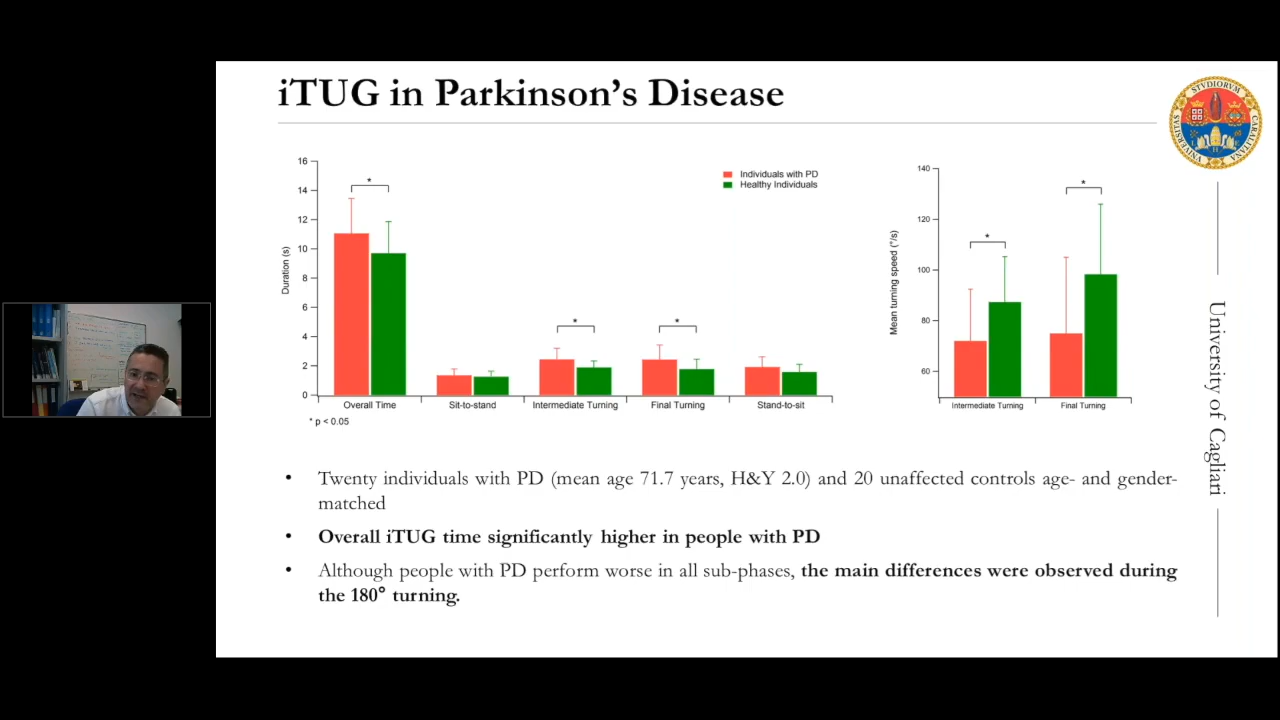 iTUG in Parkinson's Disease
16
14
12
10
8
6
4
2
0
Duration (s)
*
*
*
Individuals with PD
Healthy Individuals
Overall Time
Sit-to-stand
Intermediate Turning
Final Turning
Stand-to-sit
* p < 0.05
140
120
100
80
60
Mean turning speed (°/s)
*
*
Intermediate Turning
Final Turning
University of Cagliari
• Twenty individuals with PD (mean age 71.7 years, H&Y 2.0) and 20 unaffected controls age- and gender-
matched
• Overall iTUG time significantly higher in people with PD
• Although people with PD perform worse in all sub-phases, the main differences were observed during
the 180° turning.